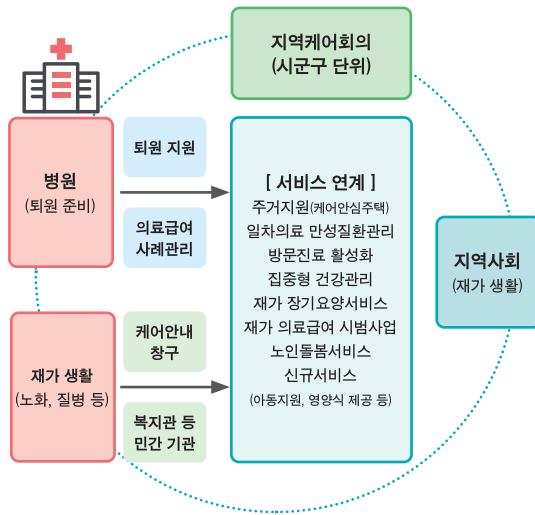 지역케어회의
(시군구 단위)
병원
(퇴원 준비)
퇴원 지원
의료급여
사례관리
[ 서비스 연계 ]
주거지원(케어안심주택)
일차의료 만성질환관리
방문진료 활성화
집중형 건강관리
재가 장기요양서비스
재가 의료급여 시범사업
노인돌봄서비스
신규서비스
(아동지원, 영양식 제공 등)
지역사회
(재가 생활)
재가 생활
(노화, 질병 등)
케어안내
창구
복지관 등
민간 기관